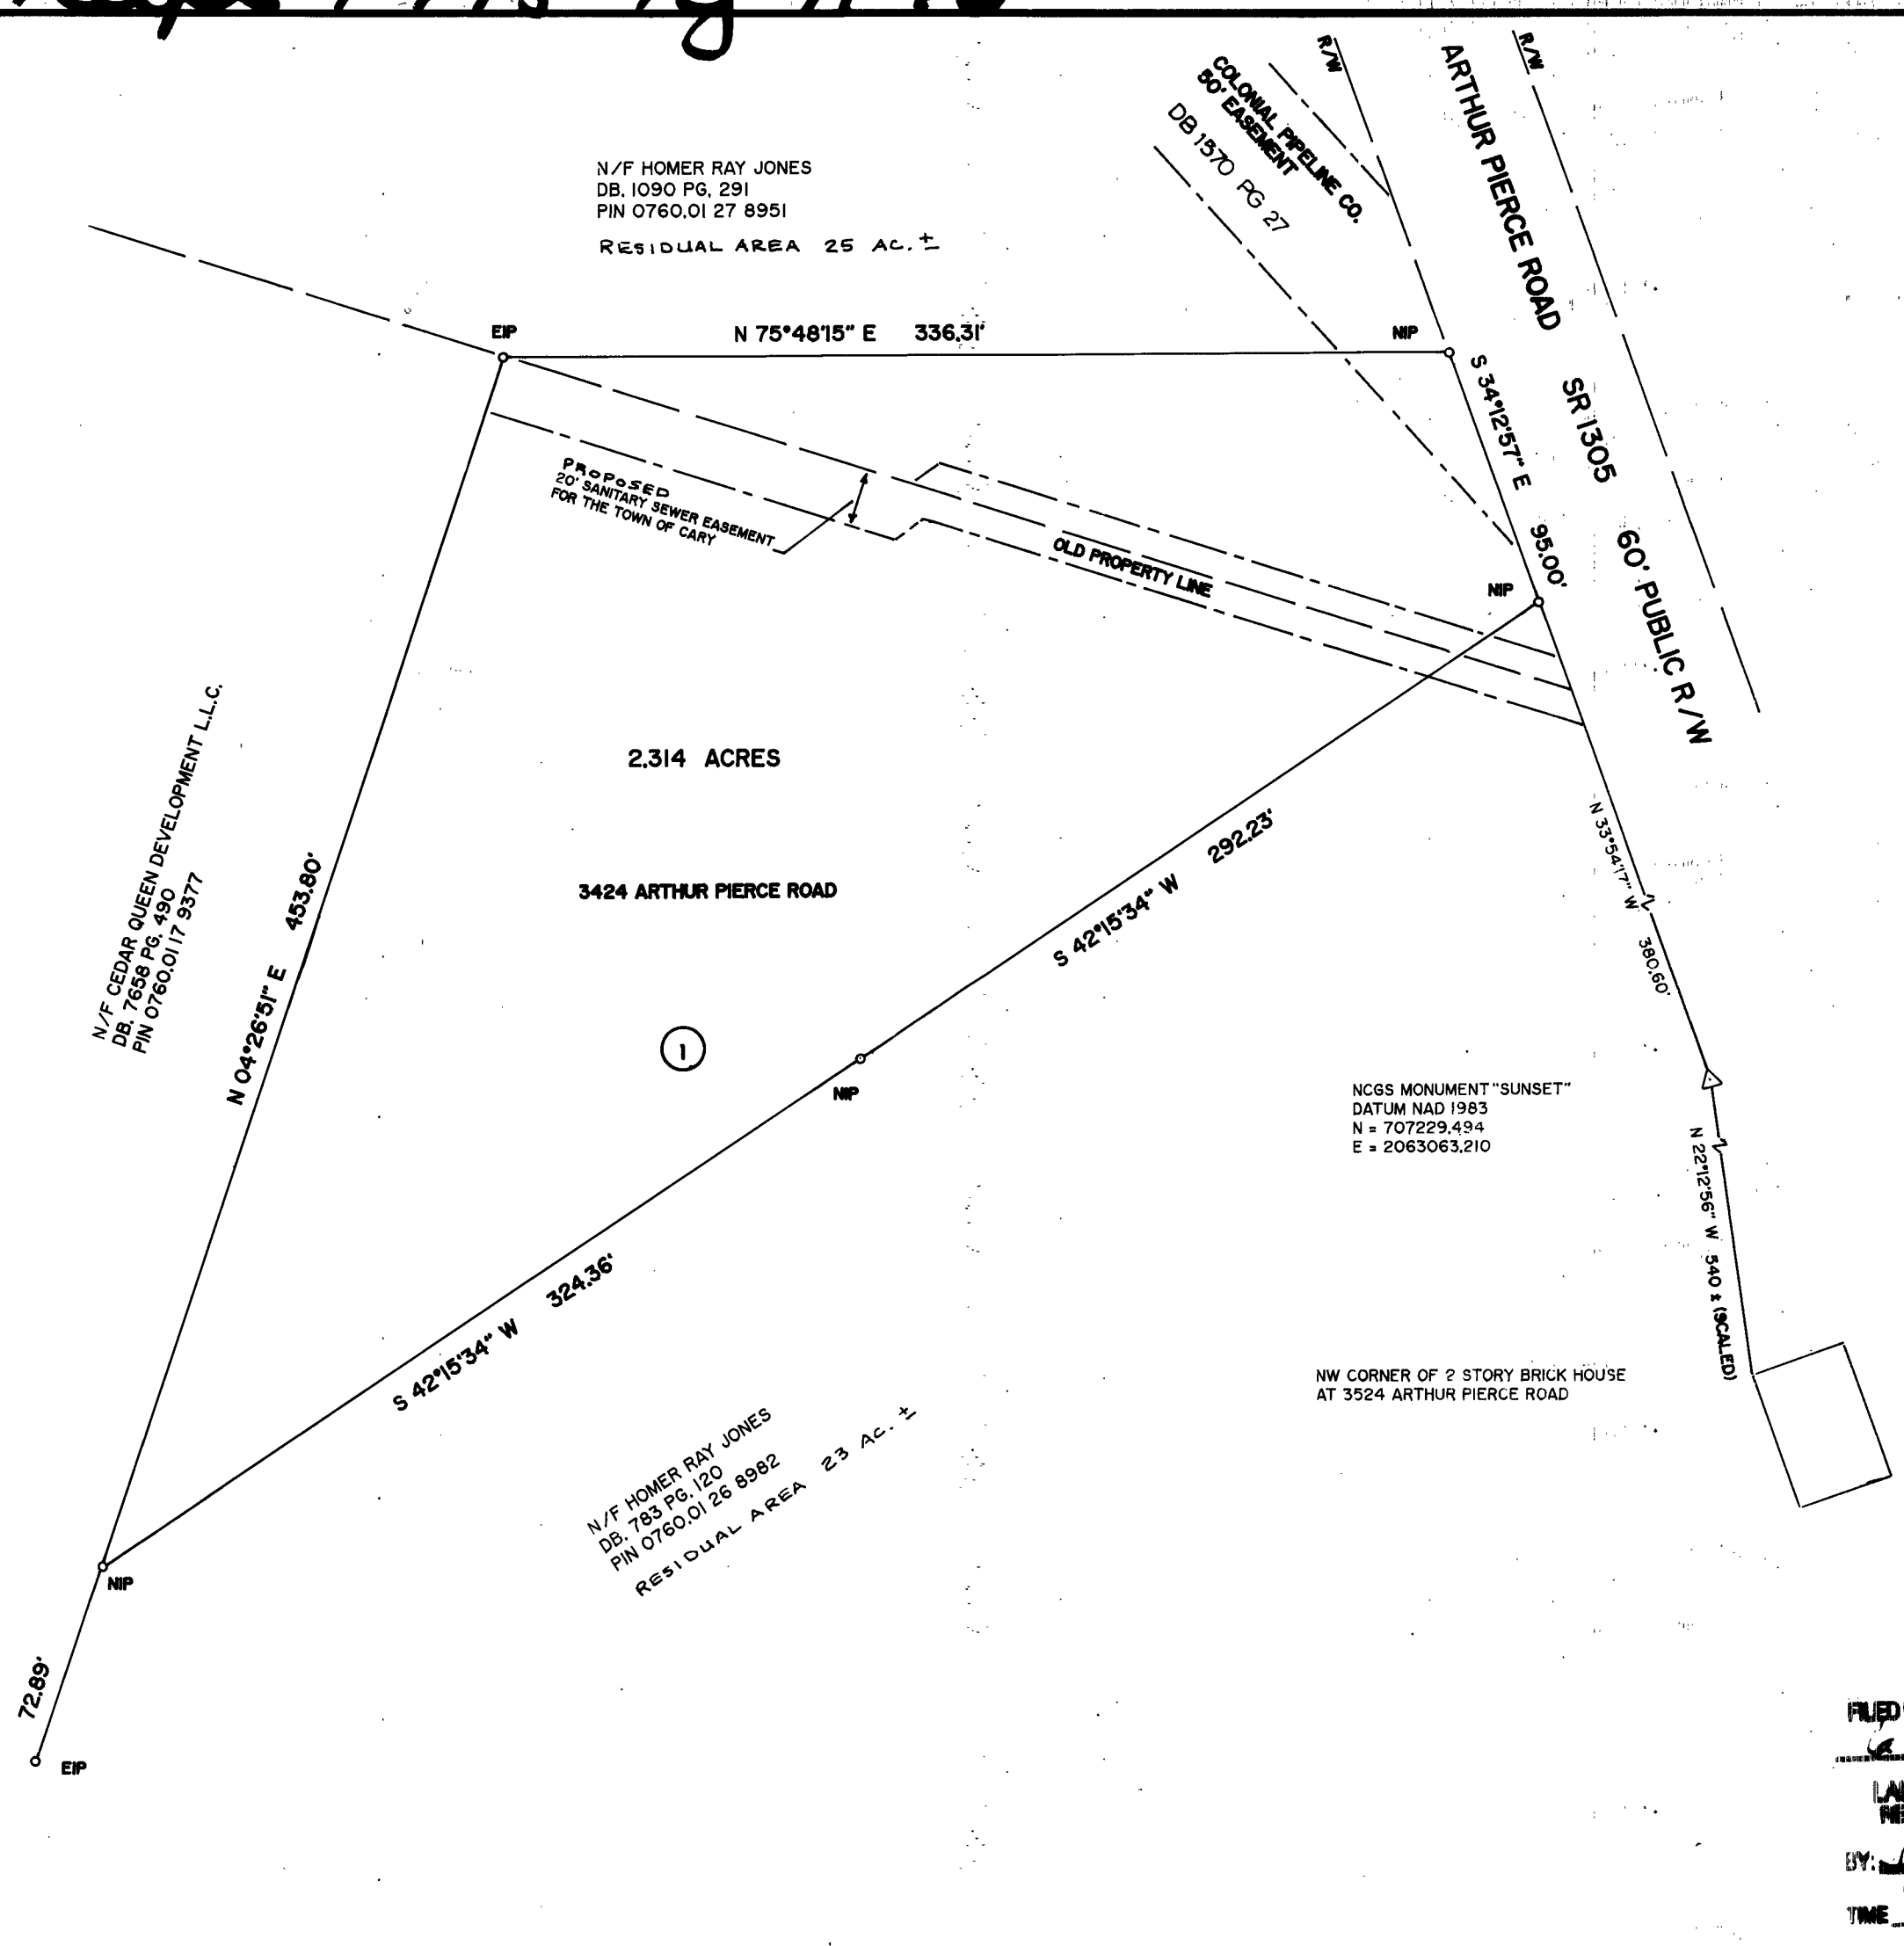 R/W
R/W
COLONIAL PIPELINE CO.
50' EASEMENT
DB 1570 PG 27
ARTHUR PIERCE ROAD SR 1305 60' PUBLIC R/W
N/F HOMER RAY JONES
DB. 1090 PG. 291
PIN 0760.01 27 8951
RESIDUAL AREA 25 AC. ±
EIP
N 75°48'15" E 336.31'
NIP
S 34°12'57" E 95.00'
PROPOSED
20' SANITARY SEWER EASEMENT
FOR THE TOWN OF CARY
OLD PROPERTY LINE
NIP
N/F CEDAR QUEEN DEVELOPMENT L.L.C.
DB. 7658 PG. 490
PIN 0760.01 17 9377
2.314 ACRES
3424 ARTHUR PIERCE ROAD
N 04°26'51" E 453.80'
S 42°15'34" W 292.23'
N 33°54'17" W 380.60'
1
NIP
NCGS MONUMENT "SUNSET"
DATUM NAD 1983
N = 707229.494
E = 2063063.210
N 22°12'56" W 540 ± (SCALED)
S 42°15'34" W 324.36'
NW CORNER OF 2 STORY BRICK HOUSE
AT 3524 ARTHUR PIERCE ROAD
N/F HOMER RAY JONES
DB. 783 PG. 120
PIN 0760.01 26 8982
RESIDUAL AREA 23 AC. ±
NIP
72.89'
EIP
FILED
BY:
TIME